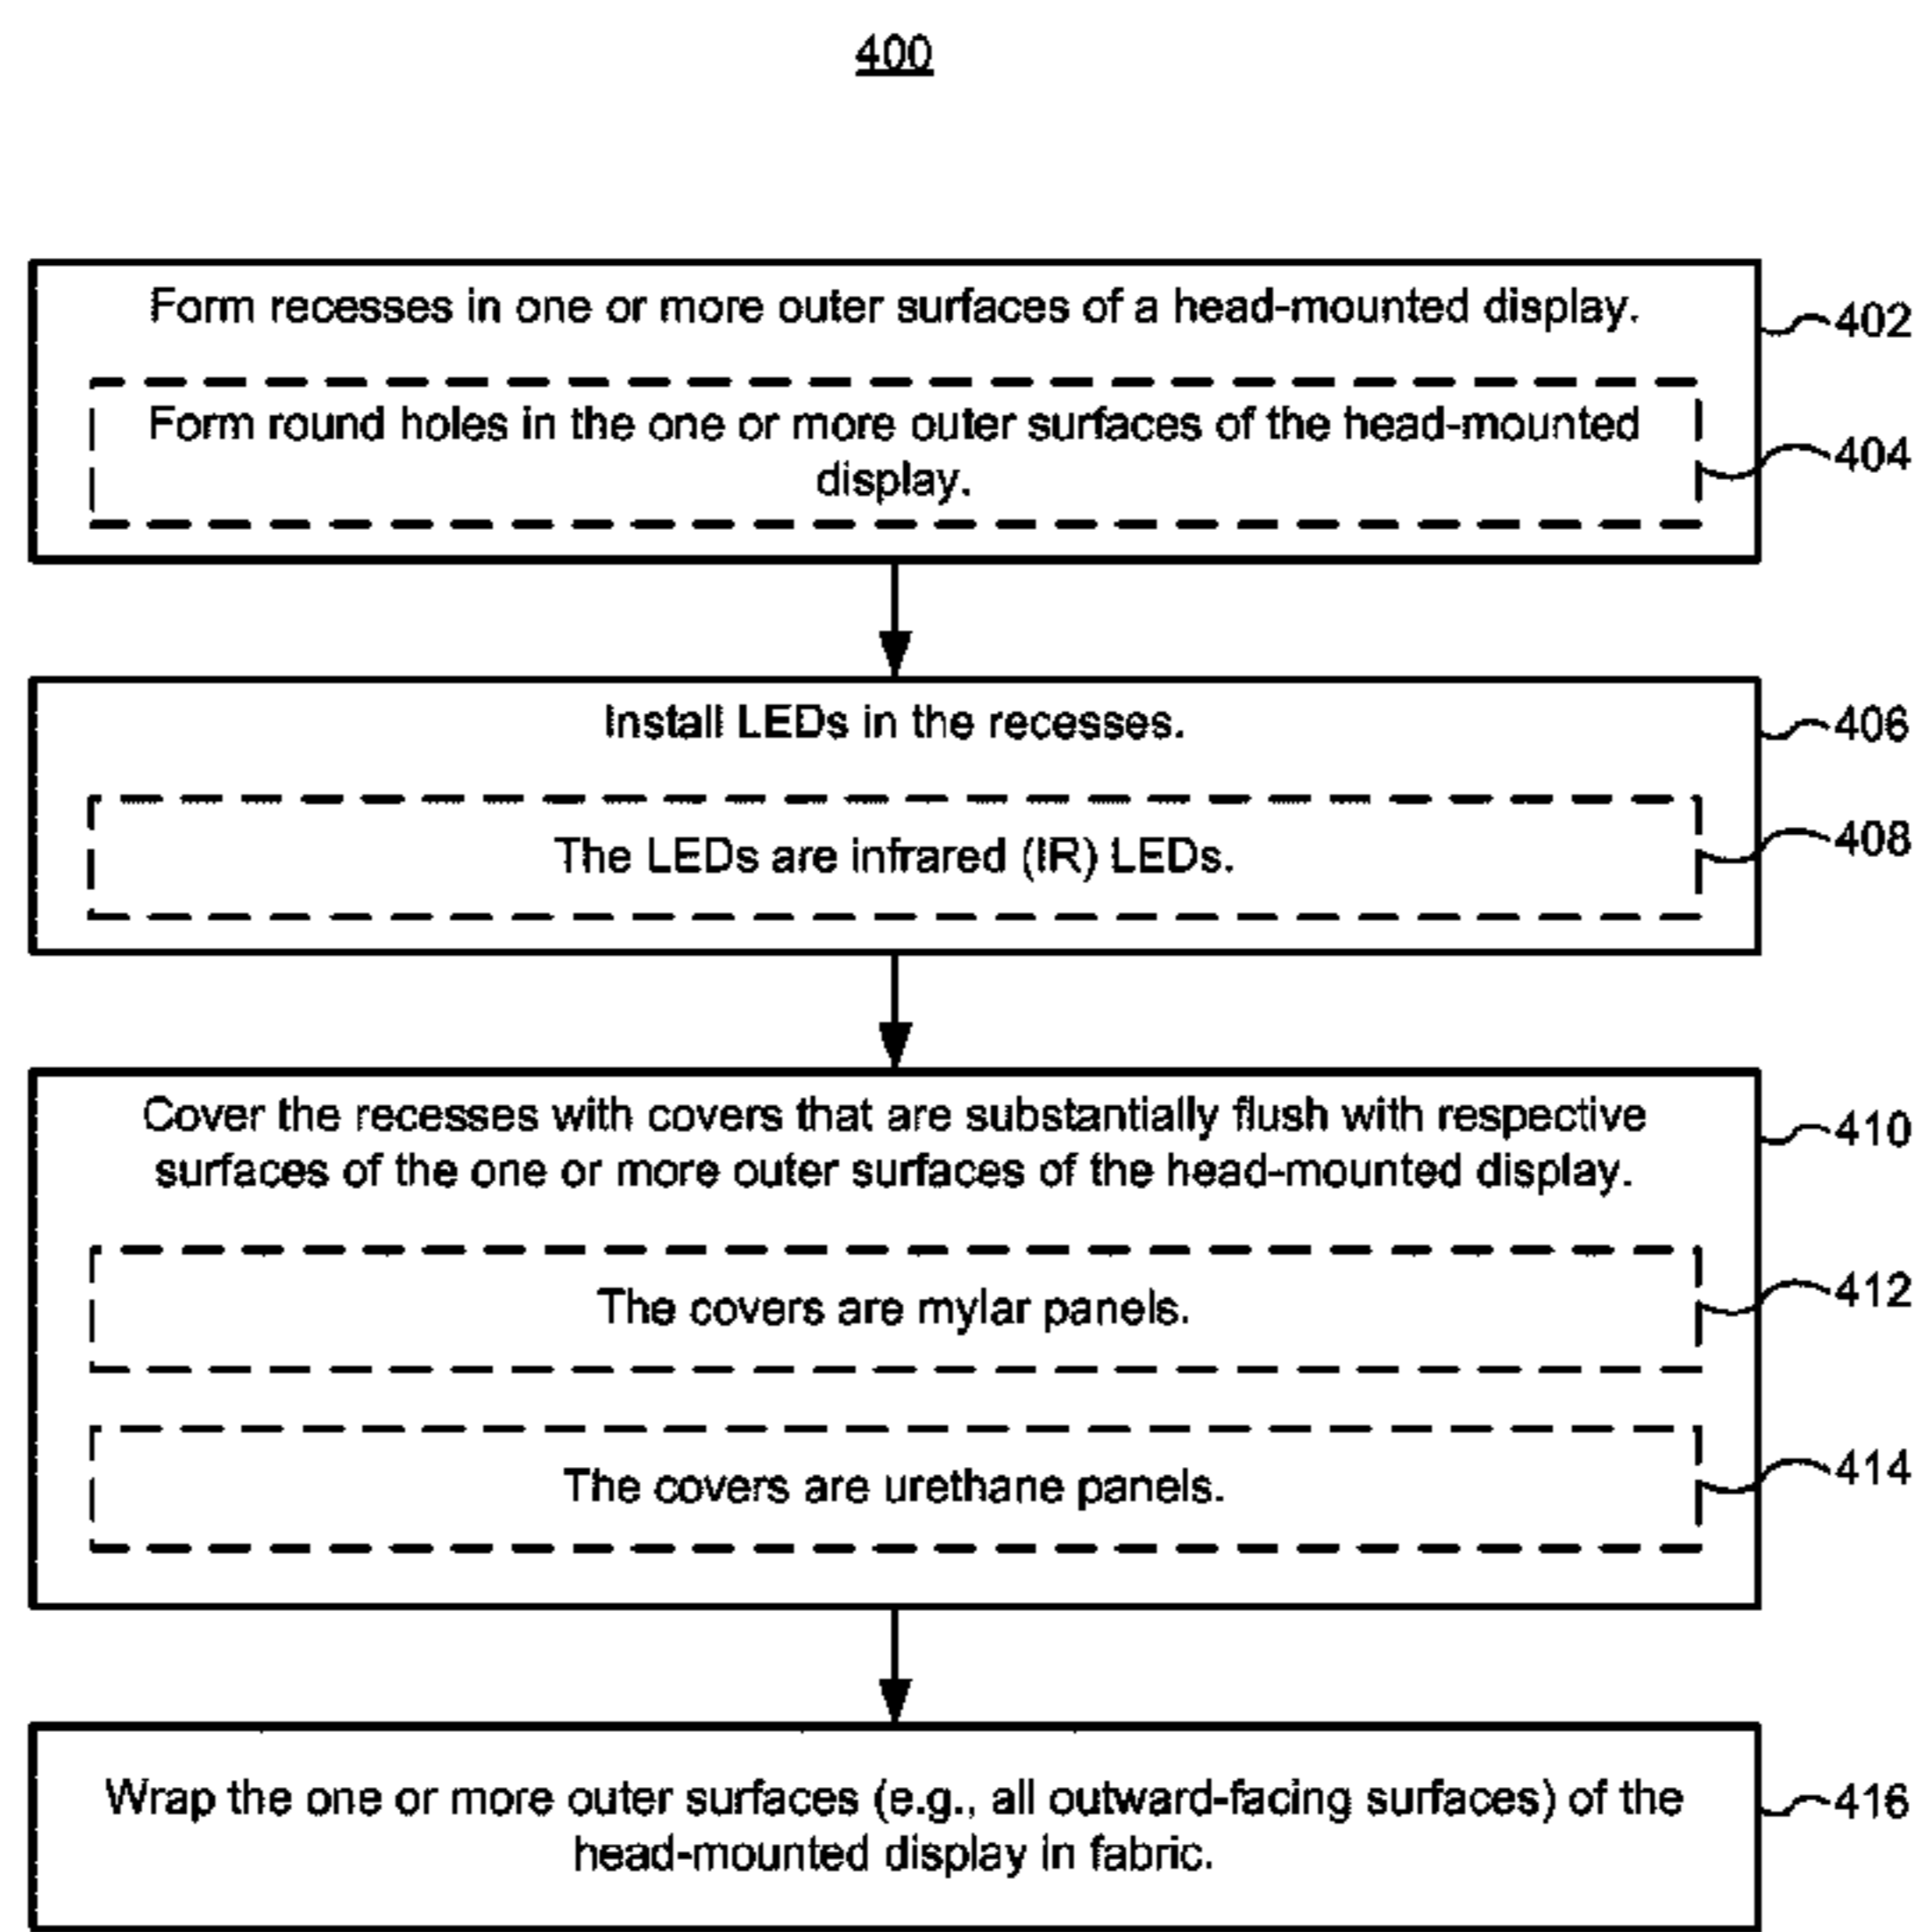 400
Form recesses in one or more outer surfaces of a head-mounted display.
402
Form round holes in the one or more outer surfaces of the head-mounted
display.
404
Install LEDs in the recesses.
406
The LEDs are infrared (IR) LEDs.
408
Cover the recesses with covers that are substantially flush with respective
surfaces of the one or more outer surfaces of the head-mounted display.
410
The covers are mylar panels.
412
The covers are urethane panels.
414
Wrap the one or more outer surfaces (e.g., all outward-facing surfaces) of the
head-mounted display in fabric.
416